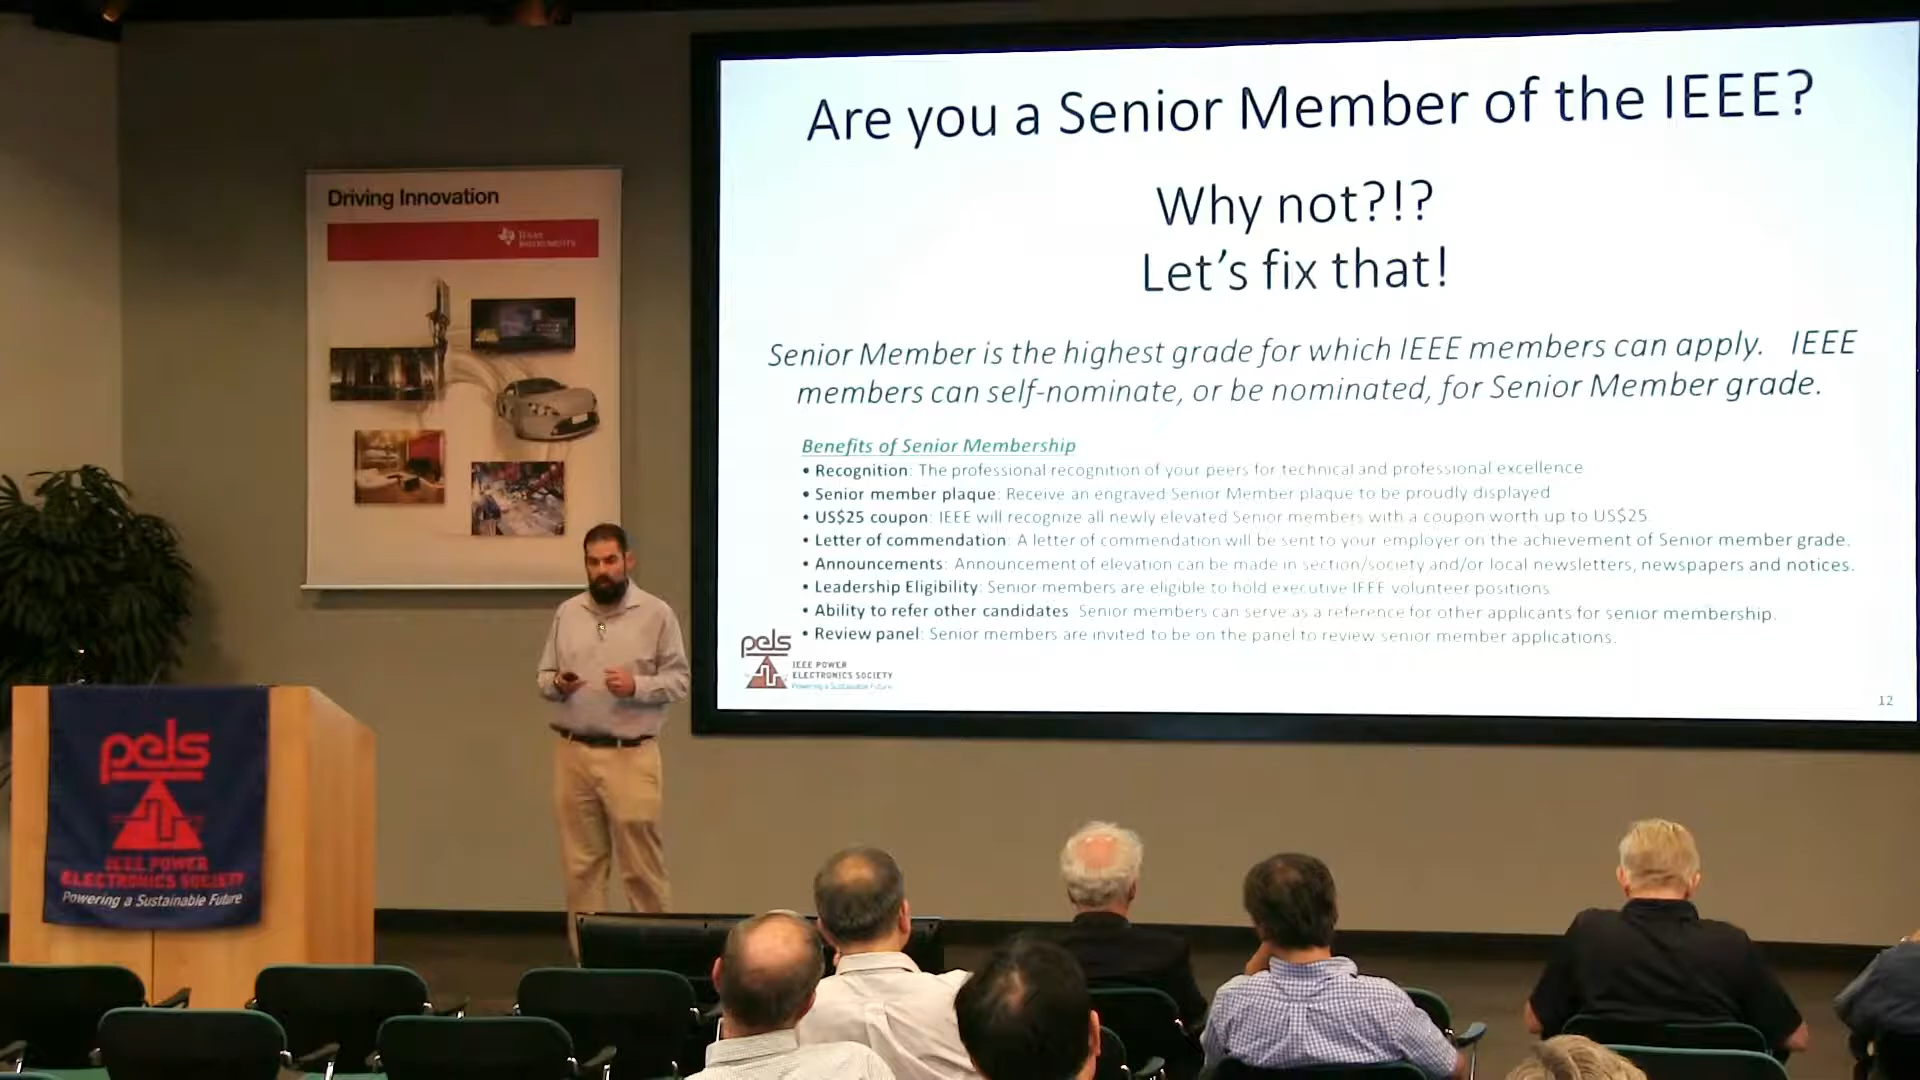 Driving Innovation
TEXAS
INSTRUMENTS
Are you a Senior Member of the IEEE?
Why not?!?
Let's fix that!
Senior Member is the highest grade for which IEEE members can apply. IEEE
members can self-nominate, or be nominated, for Senior Member grade.
Benefits of Senior Membership
• Recognition: The professional recognition of your peers for technical and professional excellence
• Senior member plaque: Receive an engraved Senior Member plaque to be proudly displayed
• US$25 coupon: IEEE will recognize all newly elevated Senior members with a coupon worth up to US$25.
• Letter of commendation: A letter of commendation will be sent to your employer on the achievement of Senior member grade.
• Announcements: Announcement of elevation can be made in section/society and/or local newsletters, newspapers and notices.
• Leadership Eligibility: Senior members are eligible to hold executive IEEE volunteer positions.
• Ability to refer other candidates Senior members can serve as a reference for other applicants for senior membership.
• Review panel: Senior members are invited to be on the panel to review senior member applications.
pels
IEEE POWER
ELECTRONICS SOCIETY
Powering a Sustainable Future
12
pels
IEEE POWER
ELECTRONICS SOCIETY
Powering a Sustainable Future